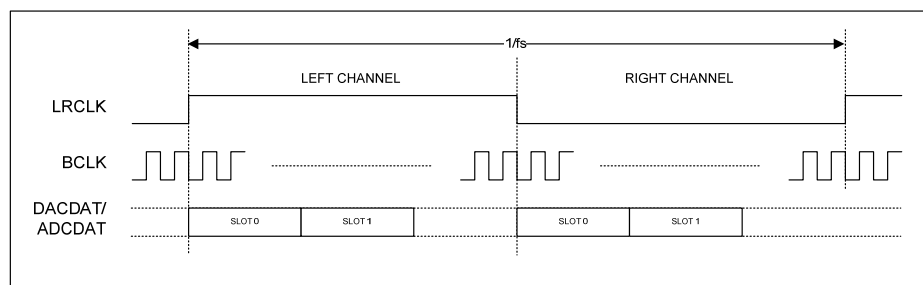 1/fs
LEFT CHANNEL RIGHT CHANNEL
LRCLK
BCLK
DACDAT/
ADCDAT
SLOT 0 SLOT 1 SLOT 0 SLOT 1